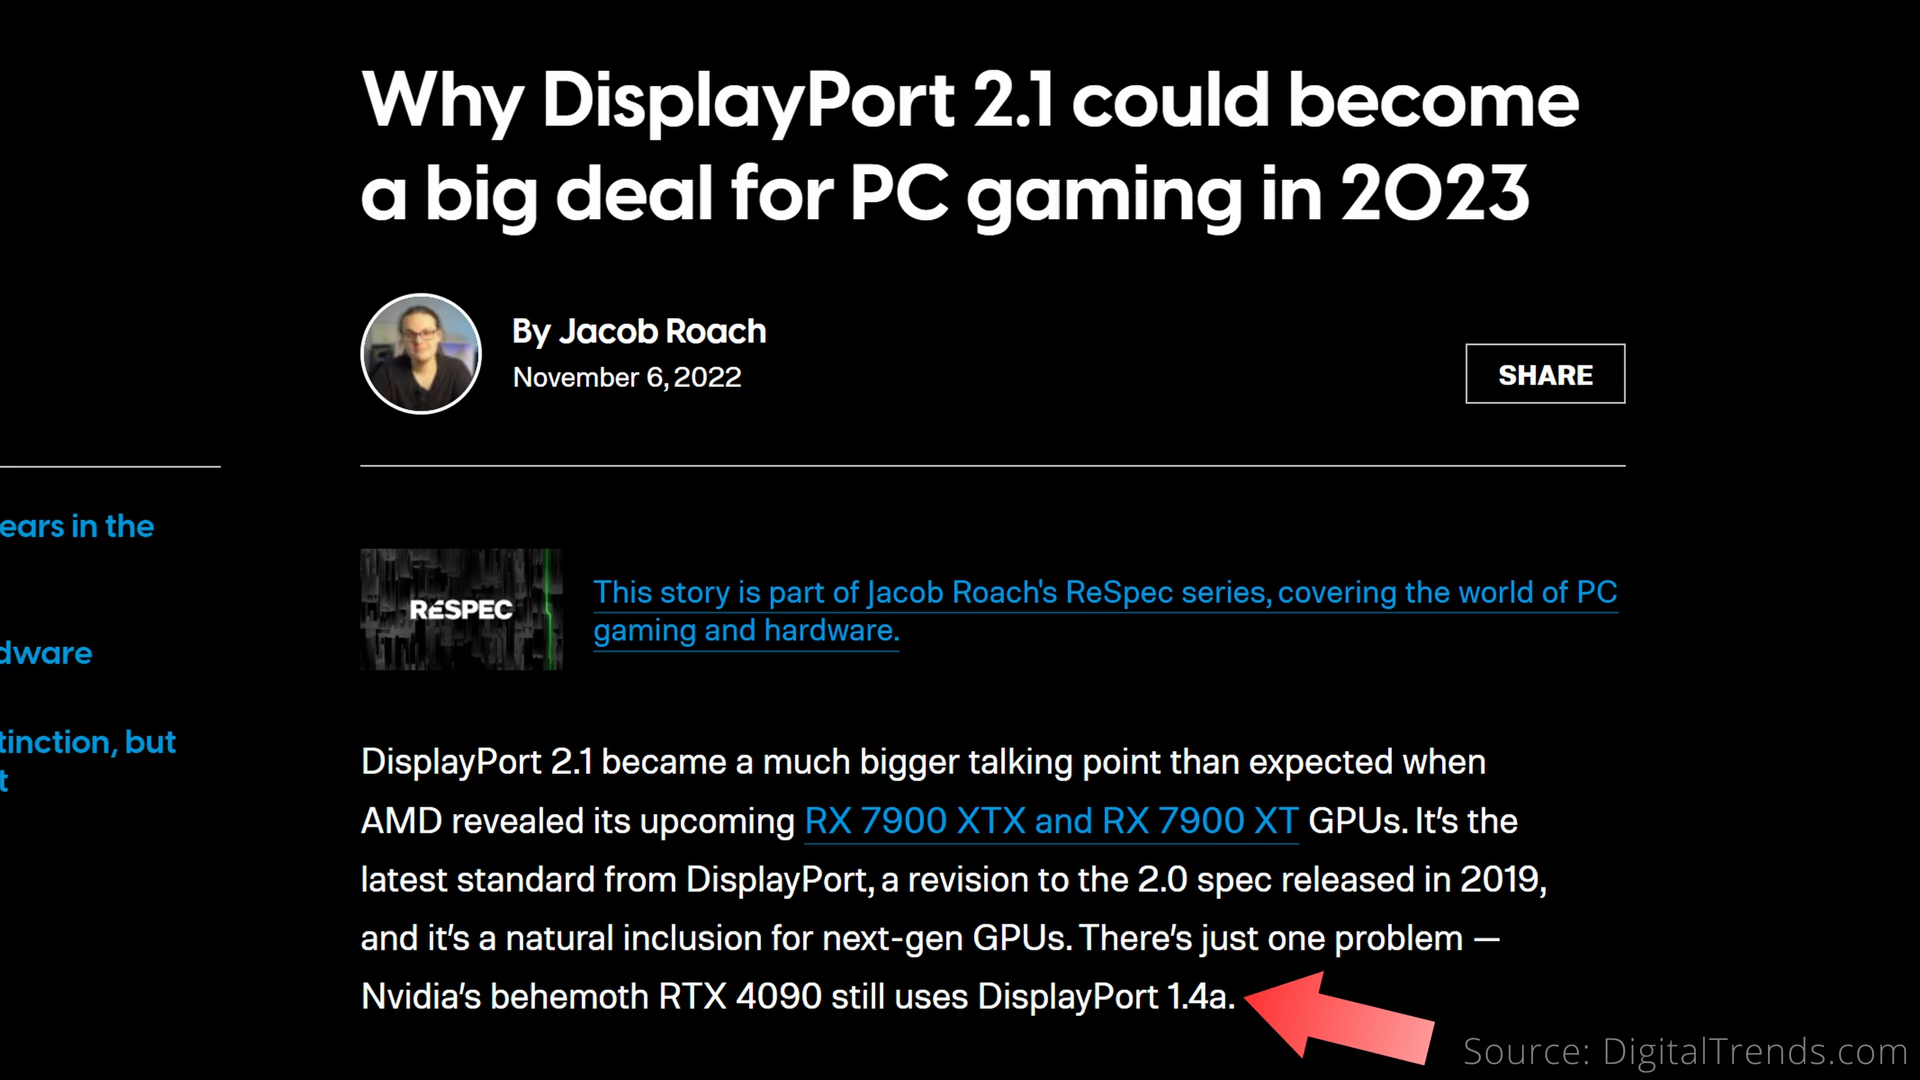 Why DisplayPort 2.1 could become
a big deal for PC gaming in 2023
By Jacob Roach
November 6, 2022
SHARE
ears in the
dware
tinction, but
t
RESPEC
This story is part of Jacob Roach's ReSpec series, covering the world of PC
gaming and hardware.
DisplayPort 2.1 became a much bigger talking point than expected when
AMD revealed its upcoming RX 7900 XTX and RX 7900 XT GPUs. It’s the
latest standard from DisplayPort, a revision to the 2.0 spec released in 2019,
and it’s a natural inclusion for next-gen GPUs. There’s just one problem —
Nvidia’s behemoth RTX 4090 still uses DisplayPort 1.4a.
Source: DigitalTrends.com